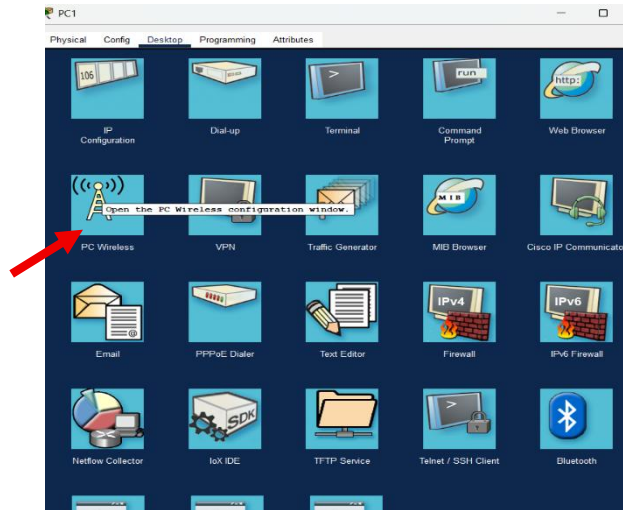 PC1
Physical Config Desktop Programming Attributes
106
>
run
http:
IP
Configuration
Dial-up
Terminal
Command
Prompt
Web Browser
MIB
Open the PC Wireless configuration window.
PC Wireless
VPN
Traffic Generator
MIB Browser
Cisco IP Communicato
@
IPv4
IPv6
Email
PPPoE Dialer
Text Editor
Firewall
IPv6 Firewall
SDK
>
Netflow Collector
IoX IDE
TFTP Service
Telnet / SSH Client
Bluetooth